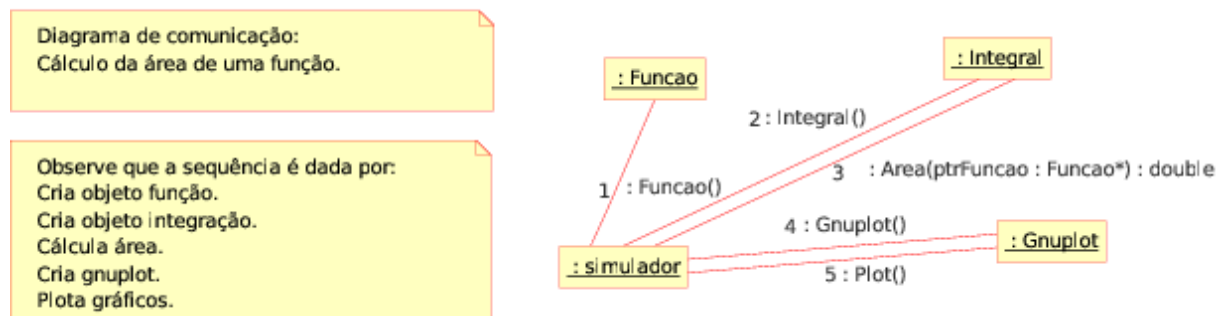 Diagrama de comunicação:
Cálculo da área de uma função.
Observe que a sequência é dada por:
Cria objeto função.
Cria objeto integração.
Cálcula área.
Cria gnuplot.
Plota gráficos.
: Funcao
: Integral
2 : Integral()
3 : Area(ptrFuncao : Funcao*) : double
1 : Funcao()
4 : Gnuplot()
: Gnuplot
: simulador
5 : Plot()